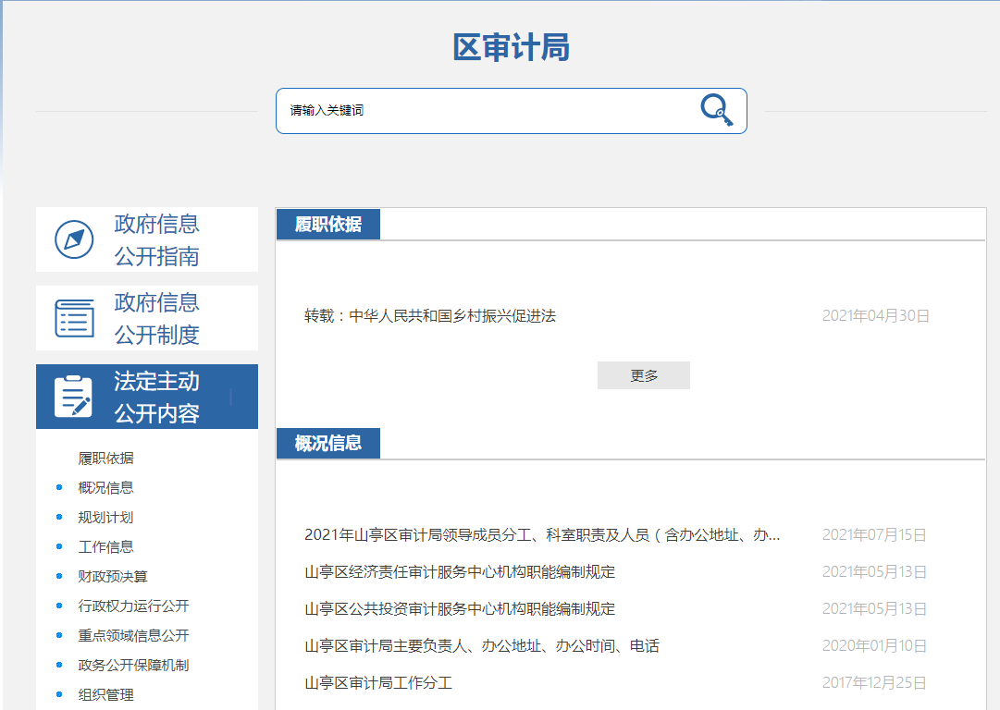 区审计局
请输入关键词
政府信息
公开指南
政府信息
公开制度
法定主动
公开内容
履职依据
概况信息
规划计划
工作信息
财政预决算
行政权力运行公开
重点领域信息公开
政务公开保障机制
组织管理
履职依据
转载：中华人民共和国乡村振兴促进法 2021年04月30日
更多
概况信息
2021年山亭区审计局领导成员分工、科室职责及人员（含办公地址、办... 2021年07月15日
山亭区经济责任审计服务中心机构职能编制规定 2021年05月13日
山亭区公共投资审计服务中心机构职能编制规定 2021年05月13日
山亭区审计局主要负责人、办公地址、办公时间、电话 2020年01月10日
山亭区审计局工作分工 2017年12月25日